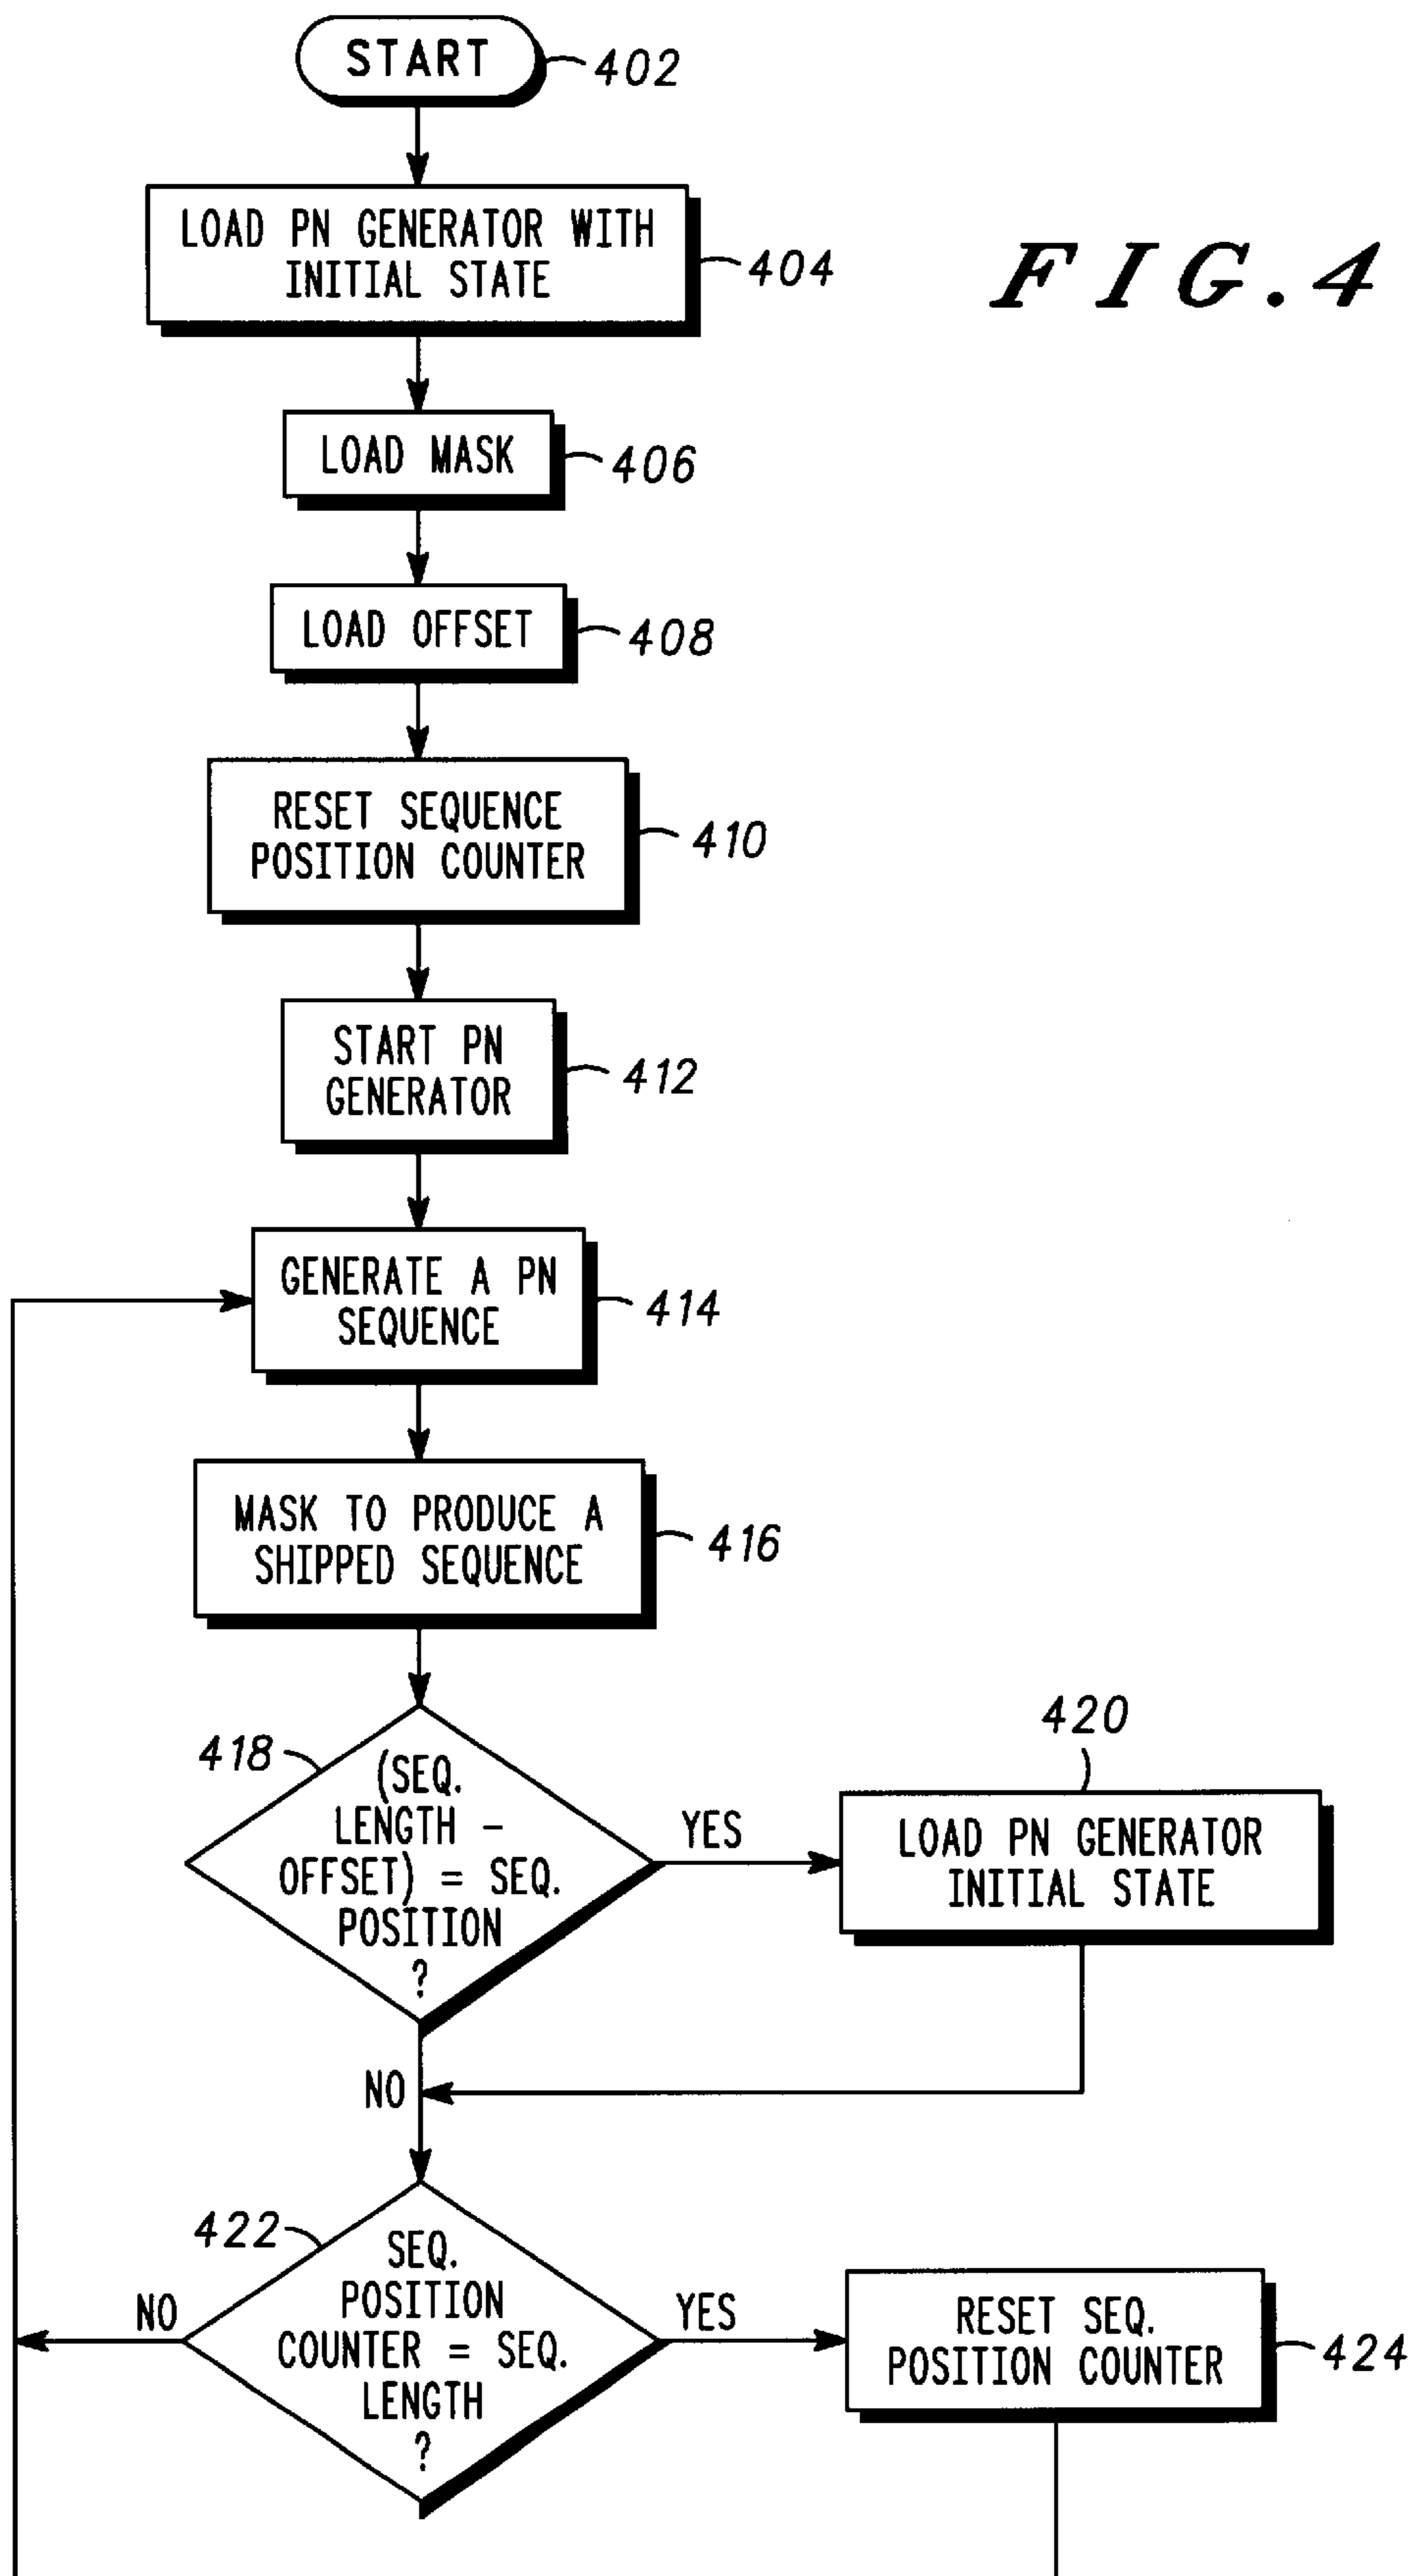 START
402
LOAD PN GENERATOR WITH
INITIAL STATE
404
FIG.4
LOAD MASK
406
LOAD OFFSET
408
RESET SEQUENCE
POSITION COUNTER
410
START PN
GENERATOR
412
GENERATE A PN
SEQUENCE
414
MASK TO PRODUCE A
SHIPPED SEQUENCE
416
418
(SEQ.
LENGTH -
OFFSET) = SEQ.
POSITION
?
YES
420
LOAD PN GENERATOR
INITIAL STATE
NO
422
SEQ.
POSITION
COUNTER = SEQ.
LENGTH
?
NO
YES
RESET SEQ.
POSITION COUNTER
424